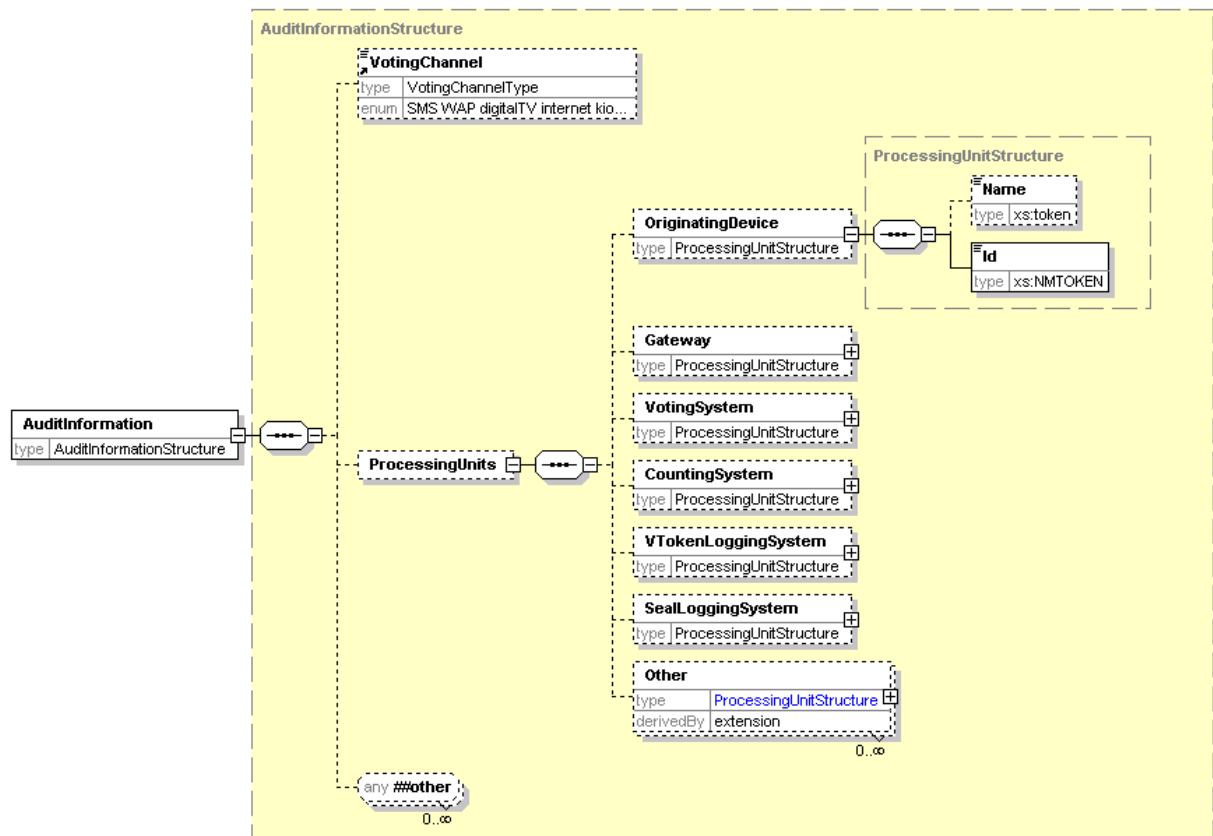 AuditInformationStructure
VotingChannel
type VotingChannelType
enum SMS WAP digitalTV internet kio...
ProcessingUnitStructure
Name
type xs:token
OriginatingDevice
type ProcessingUnitStructure
Id
type xs:NMTOKEN
Gateway
type ProcessingUnitStructure
VotingSystem
type ProcessingUnitStructure
AuditInformation
type AuditInformationStructure
ProcessingUnits
CountingSystem
type ProcessingUnitStructure
VTokenLoggingSystem
type ProcessingUnitStructure
SealLoggingSystem
type ProcessingUnitStructure
Other
type ProcessingUnitStructure
derivedBy extension
0..∞
any ##other
0..∞